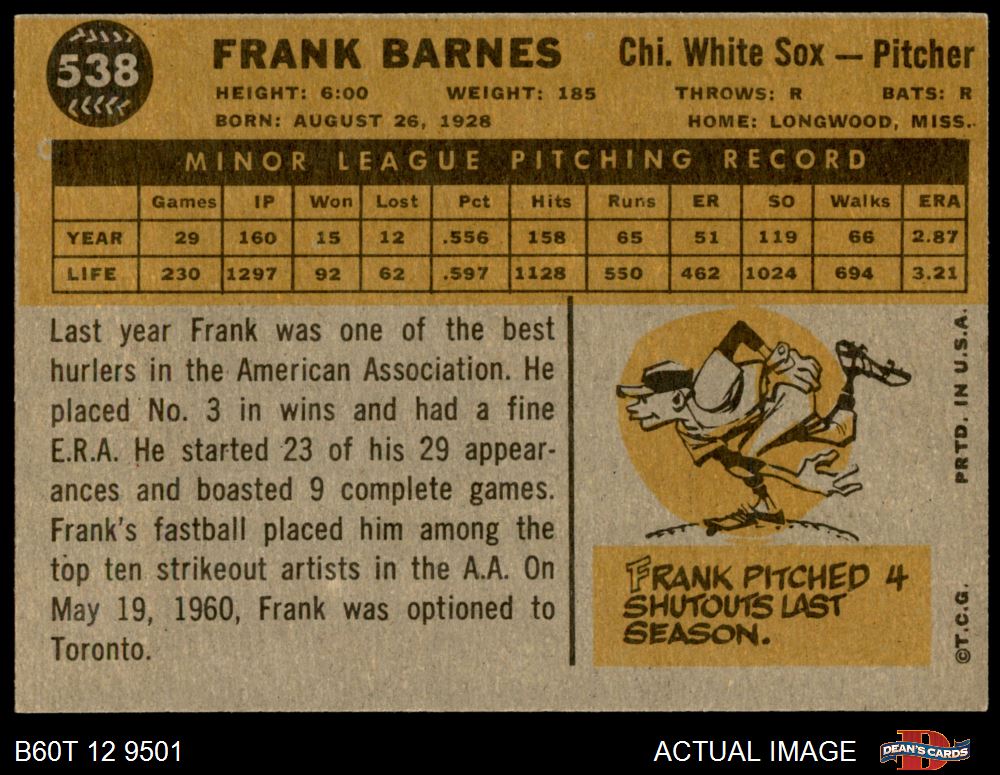 538
FRANK BARNES
Chi. White Sox — Pitcher
HEIGHT: 6:00 WEIGHT: 185 THROWS: R BATS: R
BORN: AUGUST 26, 1928 HOME: LONGWOOD, MISS.
MINOR LEAGUE PITCHING RECORD
Games IP Won Lost Pct Hits Runs ER SO Walks ERA
YEAR 29 160 15 12 .556 158 65 51 119 66 2.87
LIFE 230 1297 92 62 .597 1128 550 462 1024 694 3.21
Last year Frank was one of the best
hurlers in the American Association. He
placed No. 3 in wins and had a fine
E.R.A. He started 23 of his 29 appear-
ances and boasted 9 complete games.
Frank's fastball placed him among the
top ten strikeout artists in the A.A. On
May 19, 1960, Frank was optioned to
Toronto.
FRANK PITCHED 4
SHUTOUTS LAST
SEASON.
PRTD. IN U.S.A.
©T.C.G.
B60T 12 9501
ACTUAL IMAGE
DEAN'S CARDS